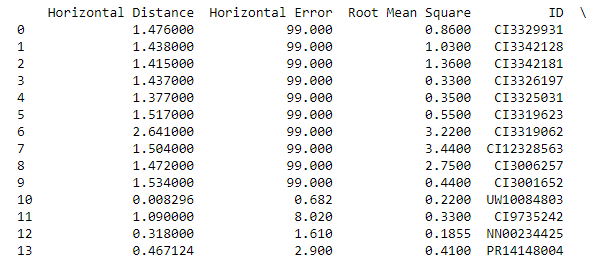 Horizontal Distance Horizontal Error Root Mean Square ID \
0 1.476000 99.000 0.8600 CI3329931
1 1.438000 99.000 1.0300 CI3342128
2 1.415000 99.000 1.3600 CI3342181
3 1.437000 99.000 0.3300 CI3326197
4 1.377000 99.000 0.3500 CI3325031
5 1.517000 99.000 0.5500 CI3319623
6 2.641000 99.000 3.2200 CI3319062
7 1.504000 99.000 3.4400 CI12328563
8 1.472000 99.000 2.7500 CI3006257
9 1.534000 99.000 0.4400 CI3001652
10 0.008296 0.682 0.2200 UW10084803
11 1.090000 8.020 0.3300 CI9735242
12 0.318000 1.610 0.1855 NN00234425
13 0.467124 2.900 0.4100 PR14148004